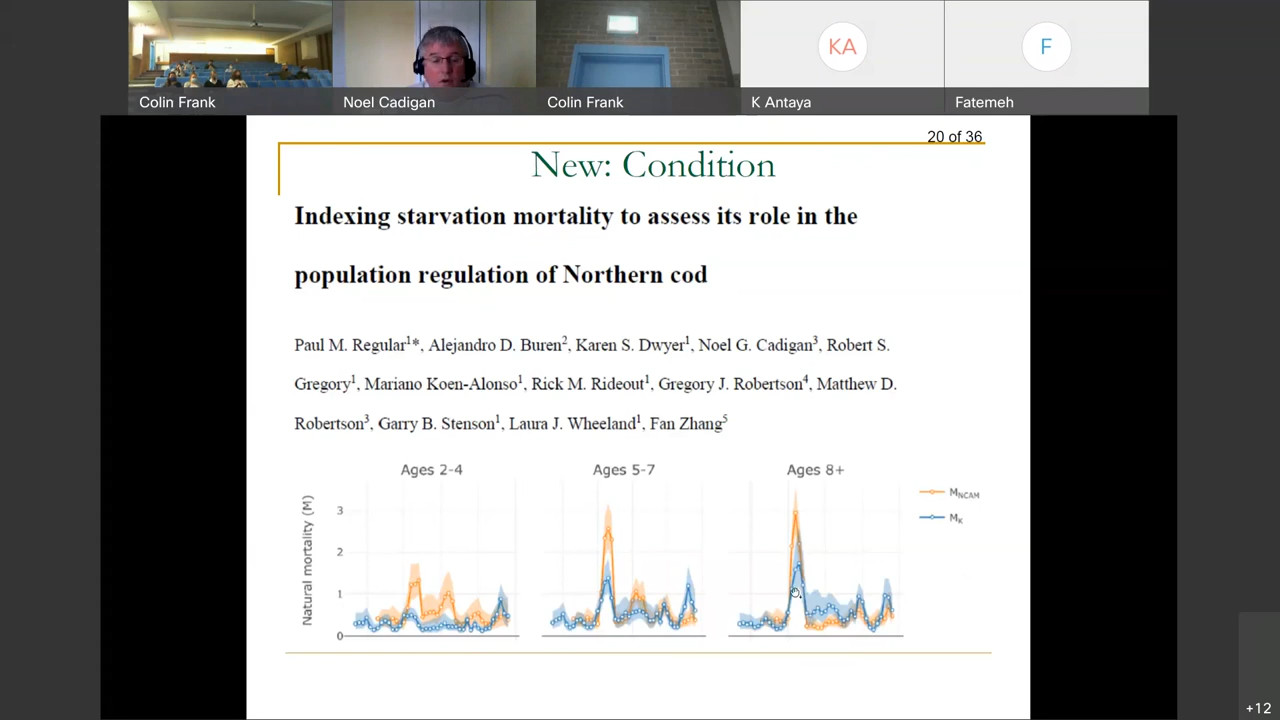 KA
F
Colin Frank
Noel Cadigan
Colin Frank
K Antaya
Fatemeh
20 of 36
New: Condition
Indexing starvation mortality to assess its role in the
population regulation of Northern cod
Paul M. Regular1*, Alejandro D. Buren2, Karen S. Dwyer1, Noel G. Cadigan3, Robert S.
Gregory1, Mariano Koen-Alonso1, Rick M. Rideout1, Gregory J. Robertson4, Matthew D.
Robertson3, Garry B. Stenson1, Laura J. Wheeland1, Fan Zhang5
Ages 2-4
Ages 5-7
Ages 8+
Natural mortality (M)
3
2
1
0
MNCAM
MK
+12